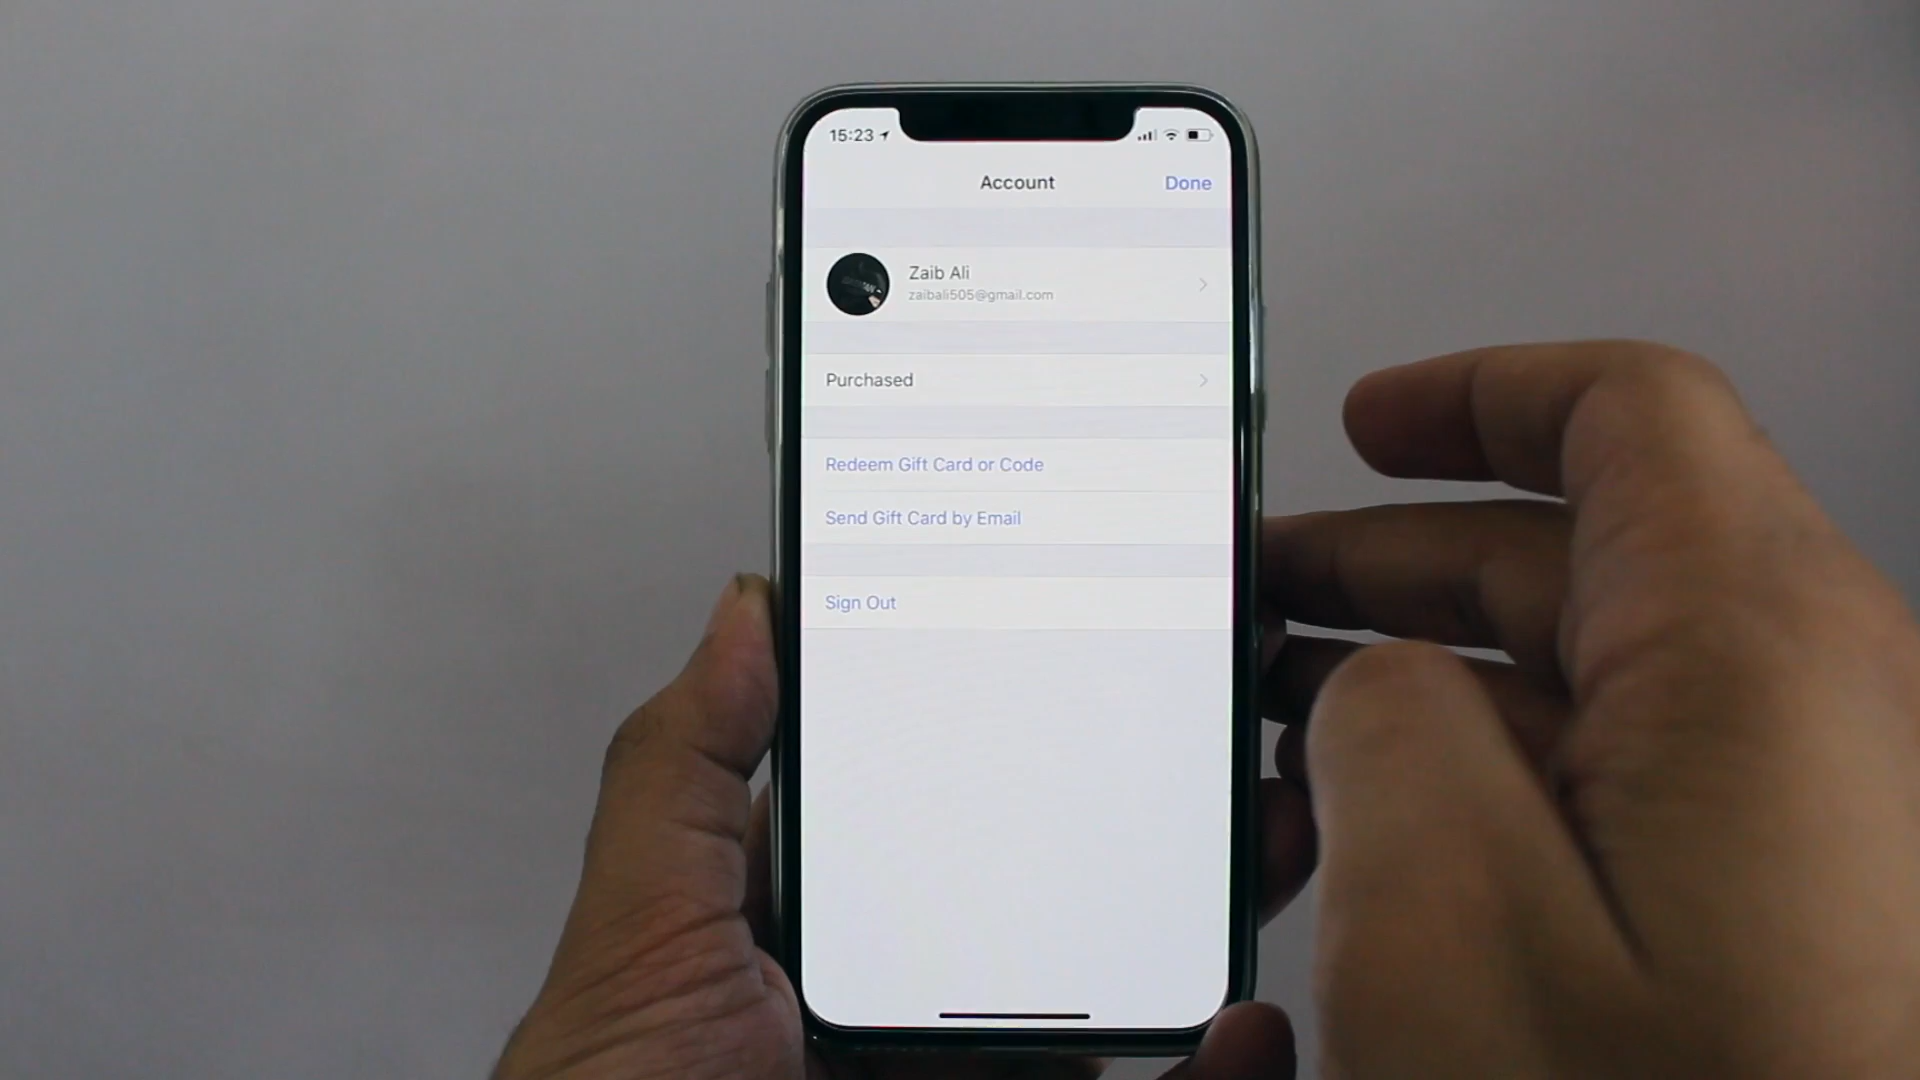 15:23
Account
Done
Zaib Ali
zaibali505@gmail.com
Purchased
Redeem Gift Card or Code
Send Gift Card by Email
Sign Out